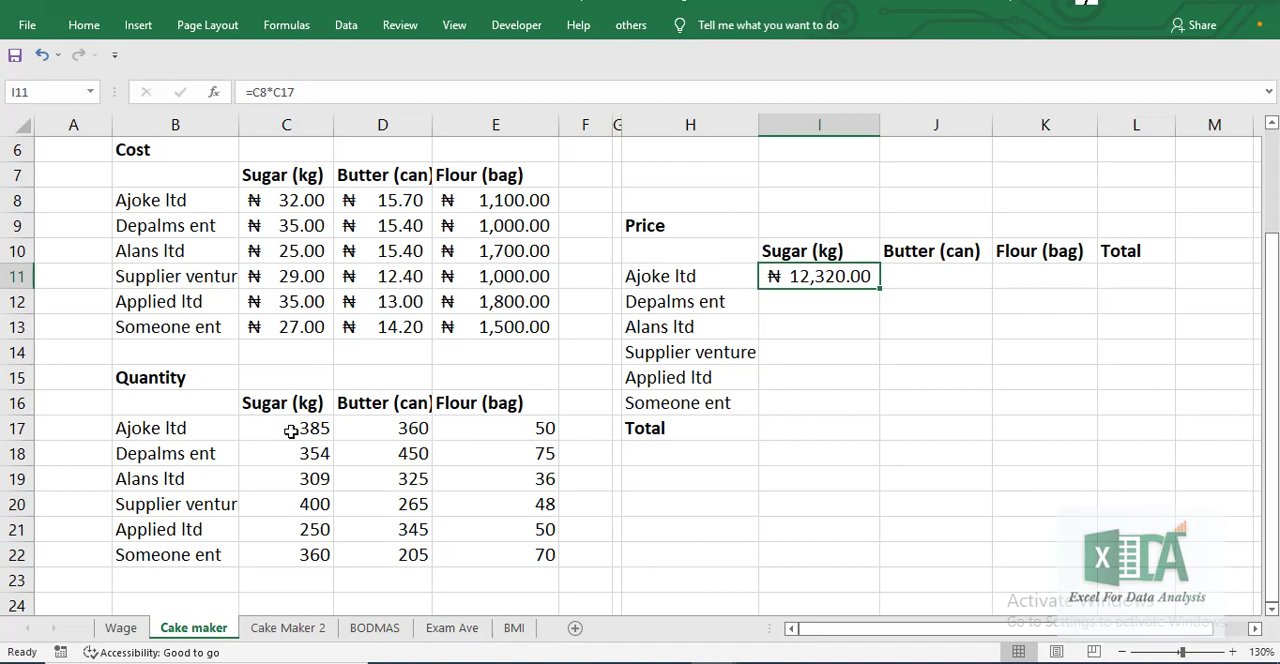 File Home Insert Page Layout Formulas Data Review View Developer Help others Tell me what you want to do Share
I11 fx =C8*C17
A B C D E F G H I J K L M
6 Cost
7 Sugar (kg) Butter (can) Flour (bag)
8 Ajoke ltd ₦ 32.00 ₦ 15.70 ₦ 1,100.00
9 Depalms ent ₦ 35.00 ₦ 15.40 ₦ 1,000.00 Price
10 Alans ltd ₦ 25.00 ₦ 15.40 ₦ 1,700.00 Sugar (kg) Butter (can) Flour (bag) Total
11 Supplier ventur ₦ 29.00 ₦ 12.40 ₦ 1,000.00 Ajoke ltd ₦ 12,320.00
12 Applied ltd ₦ 35.00 ₦ 13.00 ₦ 1,800.00 Depalms ent
13 Someone ent ₦ 27.00 ₦ 14.20 ₦ 1,500.00 Alans ltd
14 Supplier venture
15 Quantity Applied ltd
16 Sugar (kg) Butter (can) Flour (bag) Someone ent
17 Ajoke ltd 385 360 50 Total
18 Depalms ent 354 450 75
19 Alans ltd 309 325 36
20 Supplier ventur 400 265 48
21 Applied ltd 250 345 50
22 Someone ent 360 205 70
23
24
X DA
Excel For Data Analysis
Activate Windows
Go to Settings to activate Windows.
Wage Cake maker Cake Maker 2 BODMAS Exam Ave BMI
Ready Accessibility: Good to go 130%